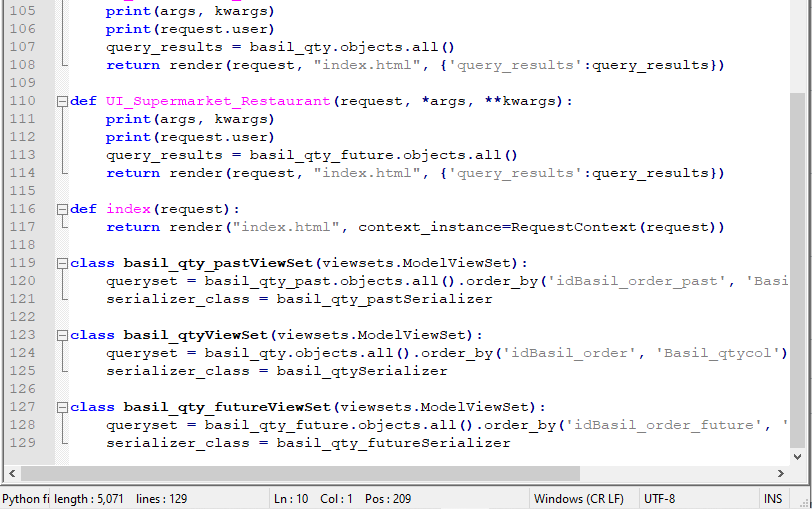 105 print(args, kwargs)
106 print(request.user)
107 query_results = basil_qty.objects.all()
108 return render(request, "index.html", {'query_results':query_results})
109
110 def UI_Supermarket_Restaurant(request, *args, **kwargs):
111 print(args, kwargs)
112 print(request.user)
113 query_results = basil_qty_future.objects.all()
114 return render(request, "index.html", {'query_results':query_results})
115
116 def index(request):
117 return render("index.html", context_instance=RequestContext(request))
118
119 class basil_qty_pastViewSet(viewsets.ModelViewSet):
120 queryset = basil_qty_past.objects.all().order_by('idBasil_order_past', 'Basi
121 serializer_class = basil_qty_pastSerializer
122
123 class basil_qtyViewSet(viewsets.ModelViewSet):
124 queryset = basil_qty.objects.all().order_by('idBasil_order', 'Basil_qtycol')
125 serializer_class = basil_qtySerializer
126
127 class basil_qty_futureViewSet(viewsets.ModelViewSet):
128 queryset = basil_qty_future.objects.all().order_by('idBasil_order_future', '
129 serializer_class = basil_qty_futureSerializer
Python fi length : 5,071 lines : 129 Ln : 10 Col : 1 Pos : 209 Windows (CR LF) UTF-8 INS